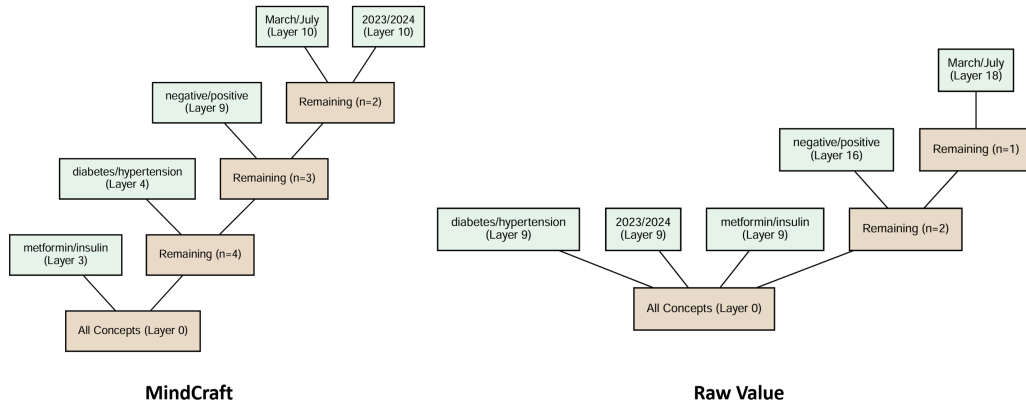 March/July
(Layer 10)
2023/2024
(Layer 10)
negative/positive
(Layer 9)
Remaining (n=2)
diabetes/hypertension
(Layer 4)
Remaining (n=3)
metformin/insulin
(Layer 3)
Remaining (n=4)
All Concepts (Layer 0)
MindCraft
March/July
(Layer 18)
negative/positive
(Layer 16)
Remaining (n=1)
diabetes/hypertension
(Layer 9)
2023/2024
(Layer 9)
metformin/insulin
(Layer 9)
Remaining (n=2)
All Concepts (Layer 0)
Raw Value